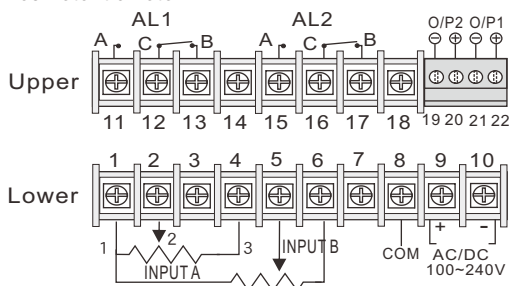 AL1 AL2 O/P2 O/P1
A C B A C B ⊖ ⊕ ⊖ ⊕
Upper
11 12 13 14 15 16 17 18 19 20 21 22
1 2 3 4 5 6 7 8 9 10
Lower
+ -
1 2 3 INPUT B COM AC/DC
INPUT A 100~240V